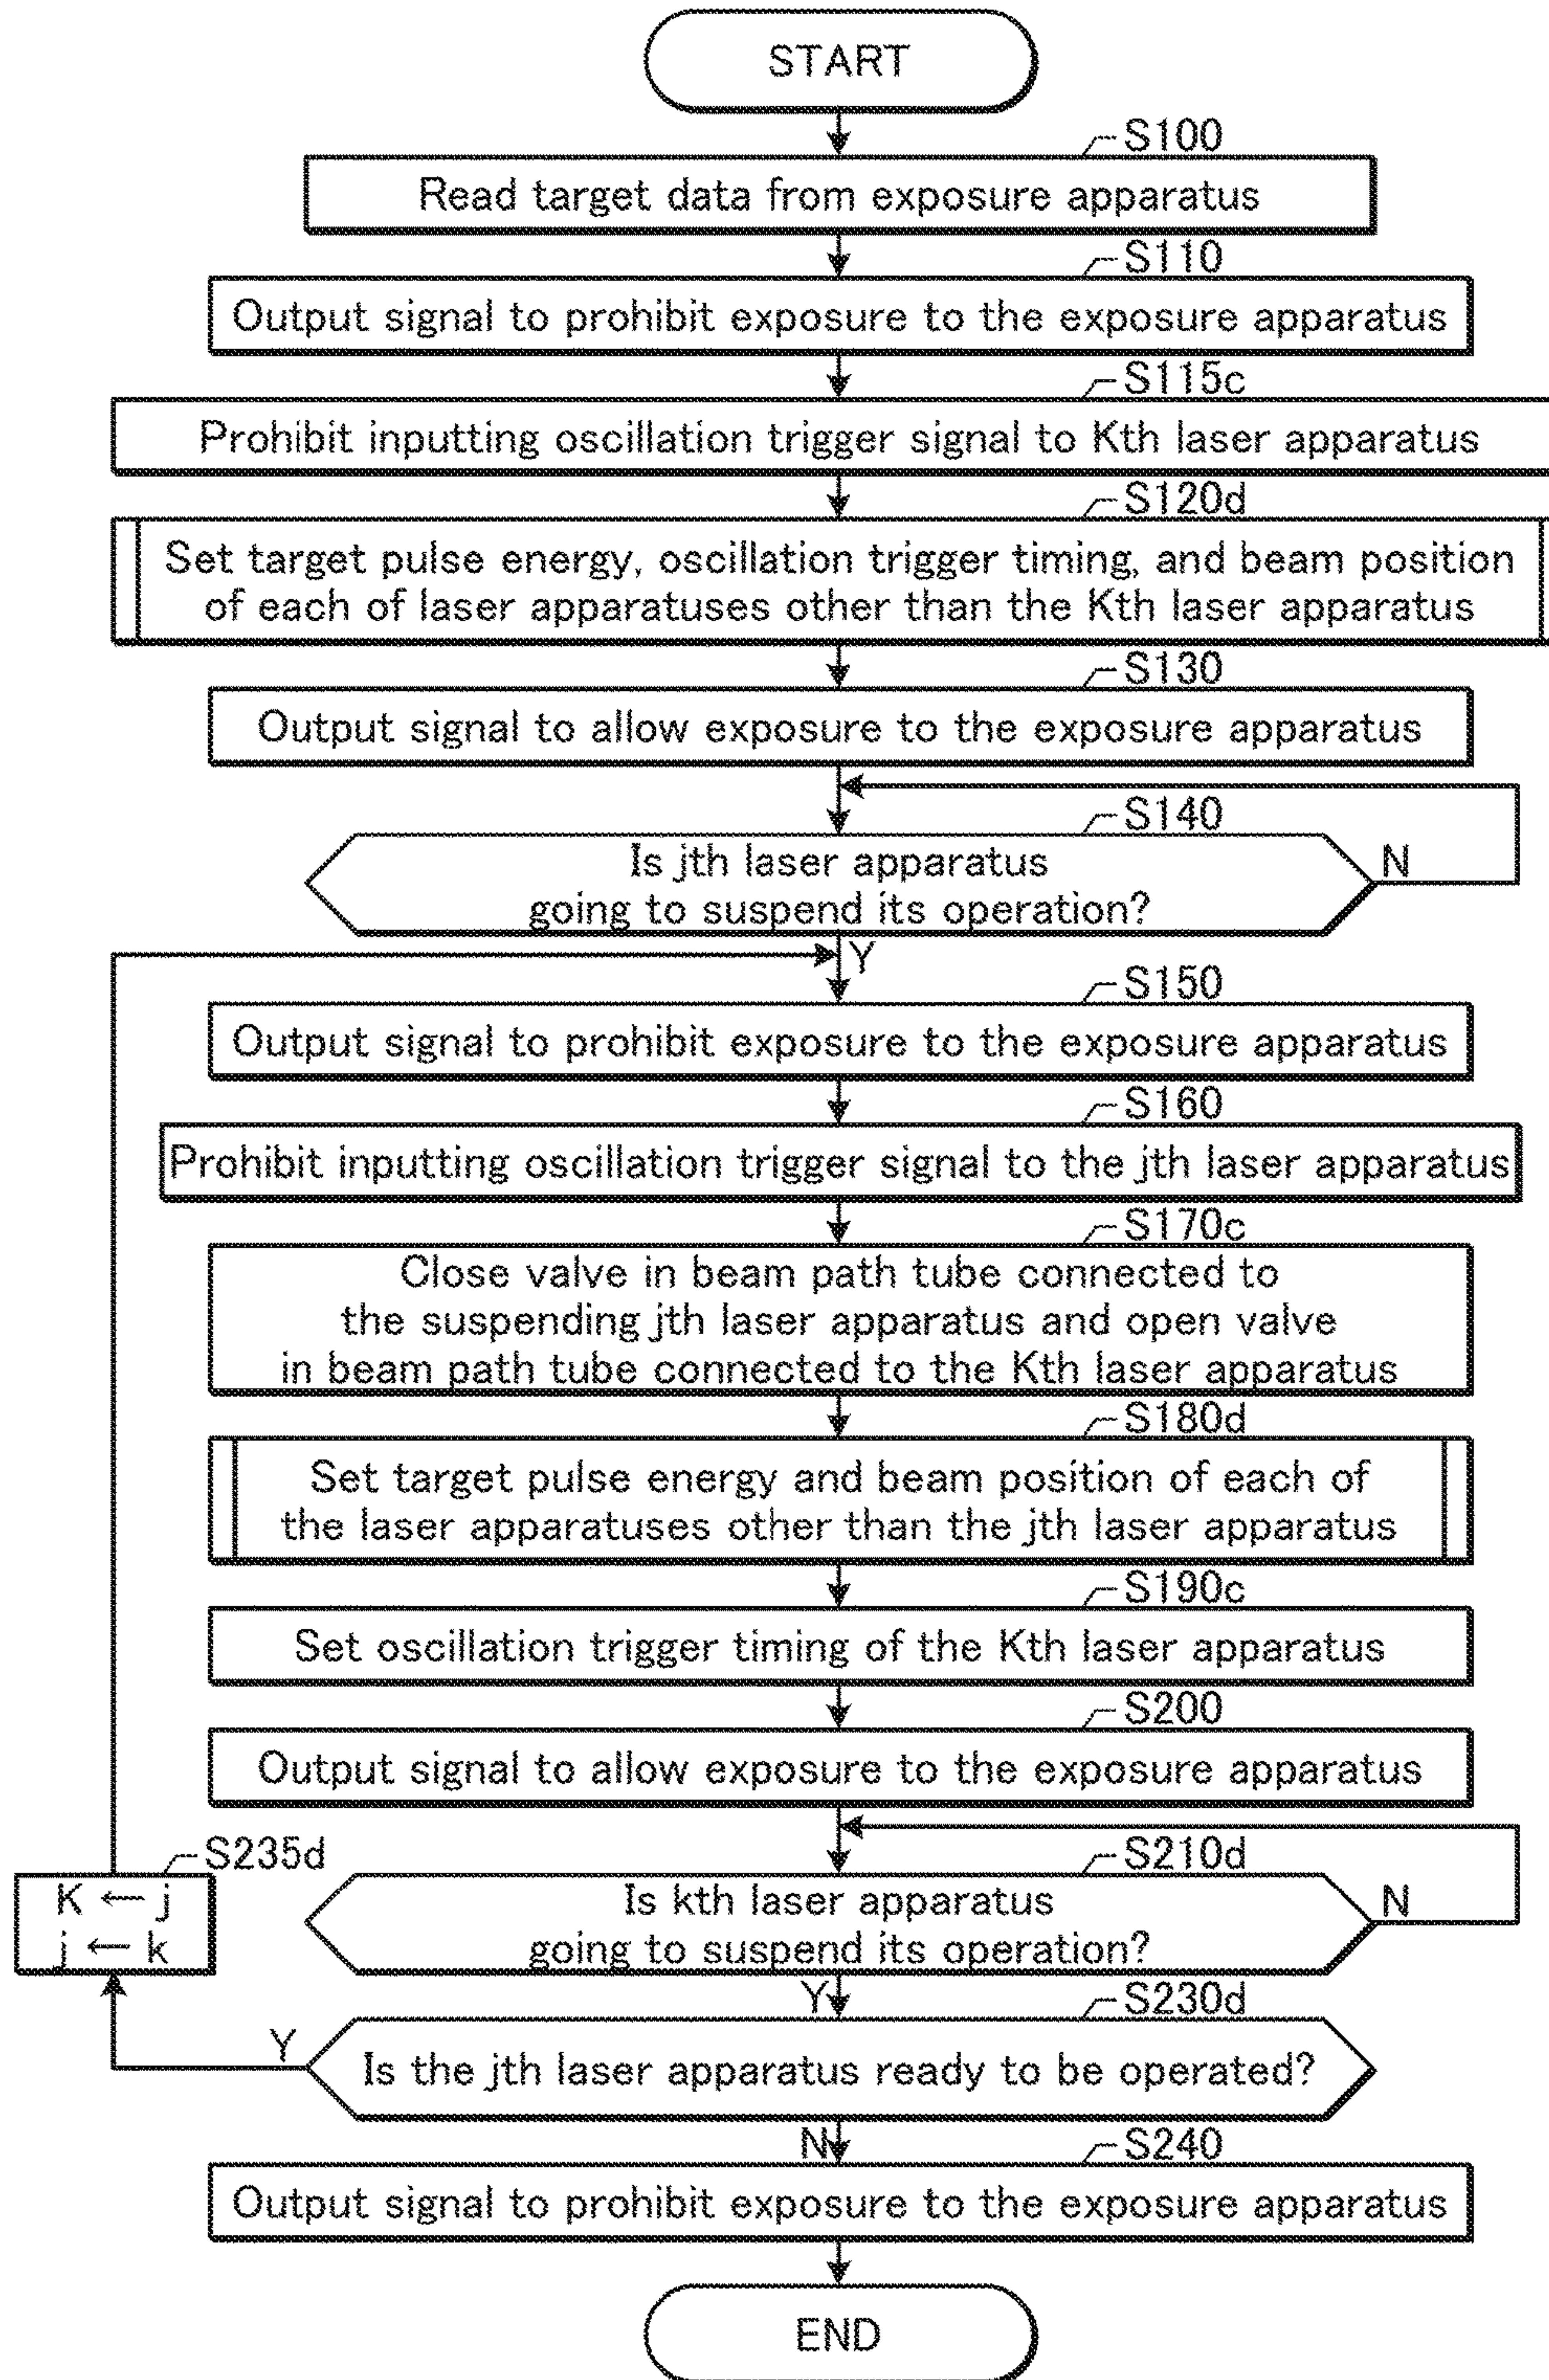 START
S100
Read target data from exposure apparatus
S110
Output signal to prohibit exposure to the exposure apparatus
S115c
Prohibit inputting oscillation trigger signal to Kth laser apparatus
S120d
Set target pulse energy, oscillation trigger timing, and beam position
of each of laser apparatuses other than the Kth laser apparatus
S130
Output signal to allow exposure to the exposure apparatus
S140
Is jth laser apparatus
going to suspend its operation?
N
Y
S150
Output signal to prohibit exposure to the exposure apparatus
S160
Prohibit inputting oscillation trigger signal to the jth laser apparatus
S170c
Close valve in beam path tube connected to
the suspending jth laser apparatus and open valve
in beam path tube connected to the Kth laser apparatus
S180d
Set target pulse energy and beam position of each of
the laser apparatuses other than the jth laser apparatus
S190c
Set oscillation trigger timing of the Kth laser apparatus
S200
Output signal to allow exposure to the exposure apparatus
S235d
K ← j
j ← k
S210d
Is kth laser apparatus
going to suspend its operation?
N
Y
S230d
Y
Is the jth laser apparatus ready to be operated?
N
S240
Output signal to prohibit exposure to the exposure apparatus
END